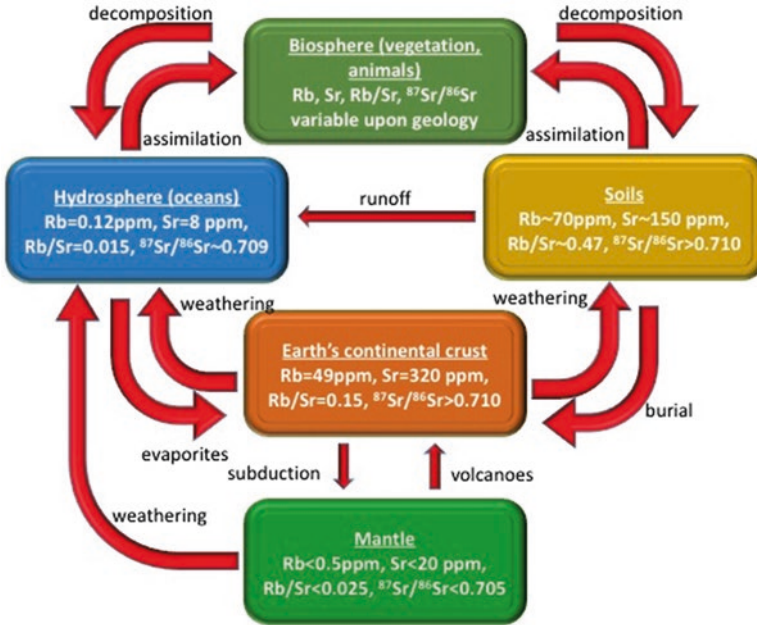 decomposition
decomposition
Biosphere (vegetation,
animals)
Rb, Sr, Rb/Sr, ⁸⁷Sr/⁸⁶Sr
variable upon geology
assimilation
assimilation
Hydrosphere (oceans)
Rb=0.12ppm, Sr=8 ppm,
Rb/Sr=0.015, ⁸⁷Sr/⁸⁶Sr~0.709
runoff
Soils
Rb~70ppm, Sr~150 ppm,
Rb/Sr~0.47, ⁸⁷Sr/⁸⁶Sr>0.710
weathering
weathering
Earth's continental crust
Rb=49ppm, Sr=320 ppm,
Rb/Sr=0.15, ⁸⁷Sr/⁸⁶Sr>0.710
burial
evaporites
subduction
volcanoes
weathering
Mantle
Rb<0.5ppm, Sr<20 ppm,
Rb/Sr<0.025, ⁸⁷Sr/⁸⁶Sr<0.705